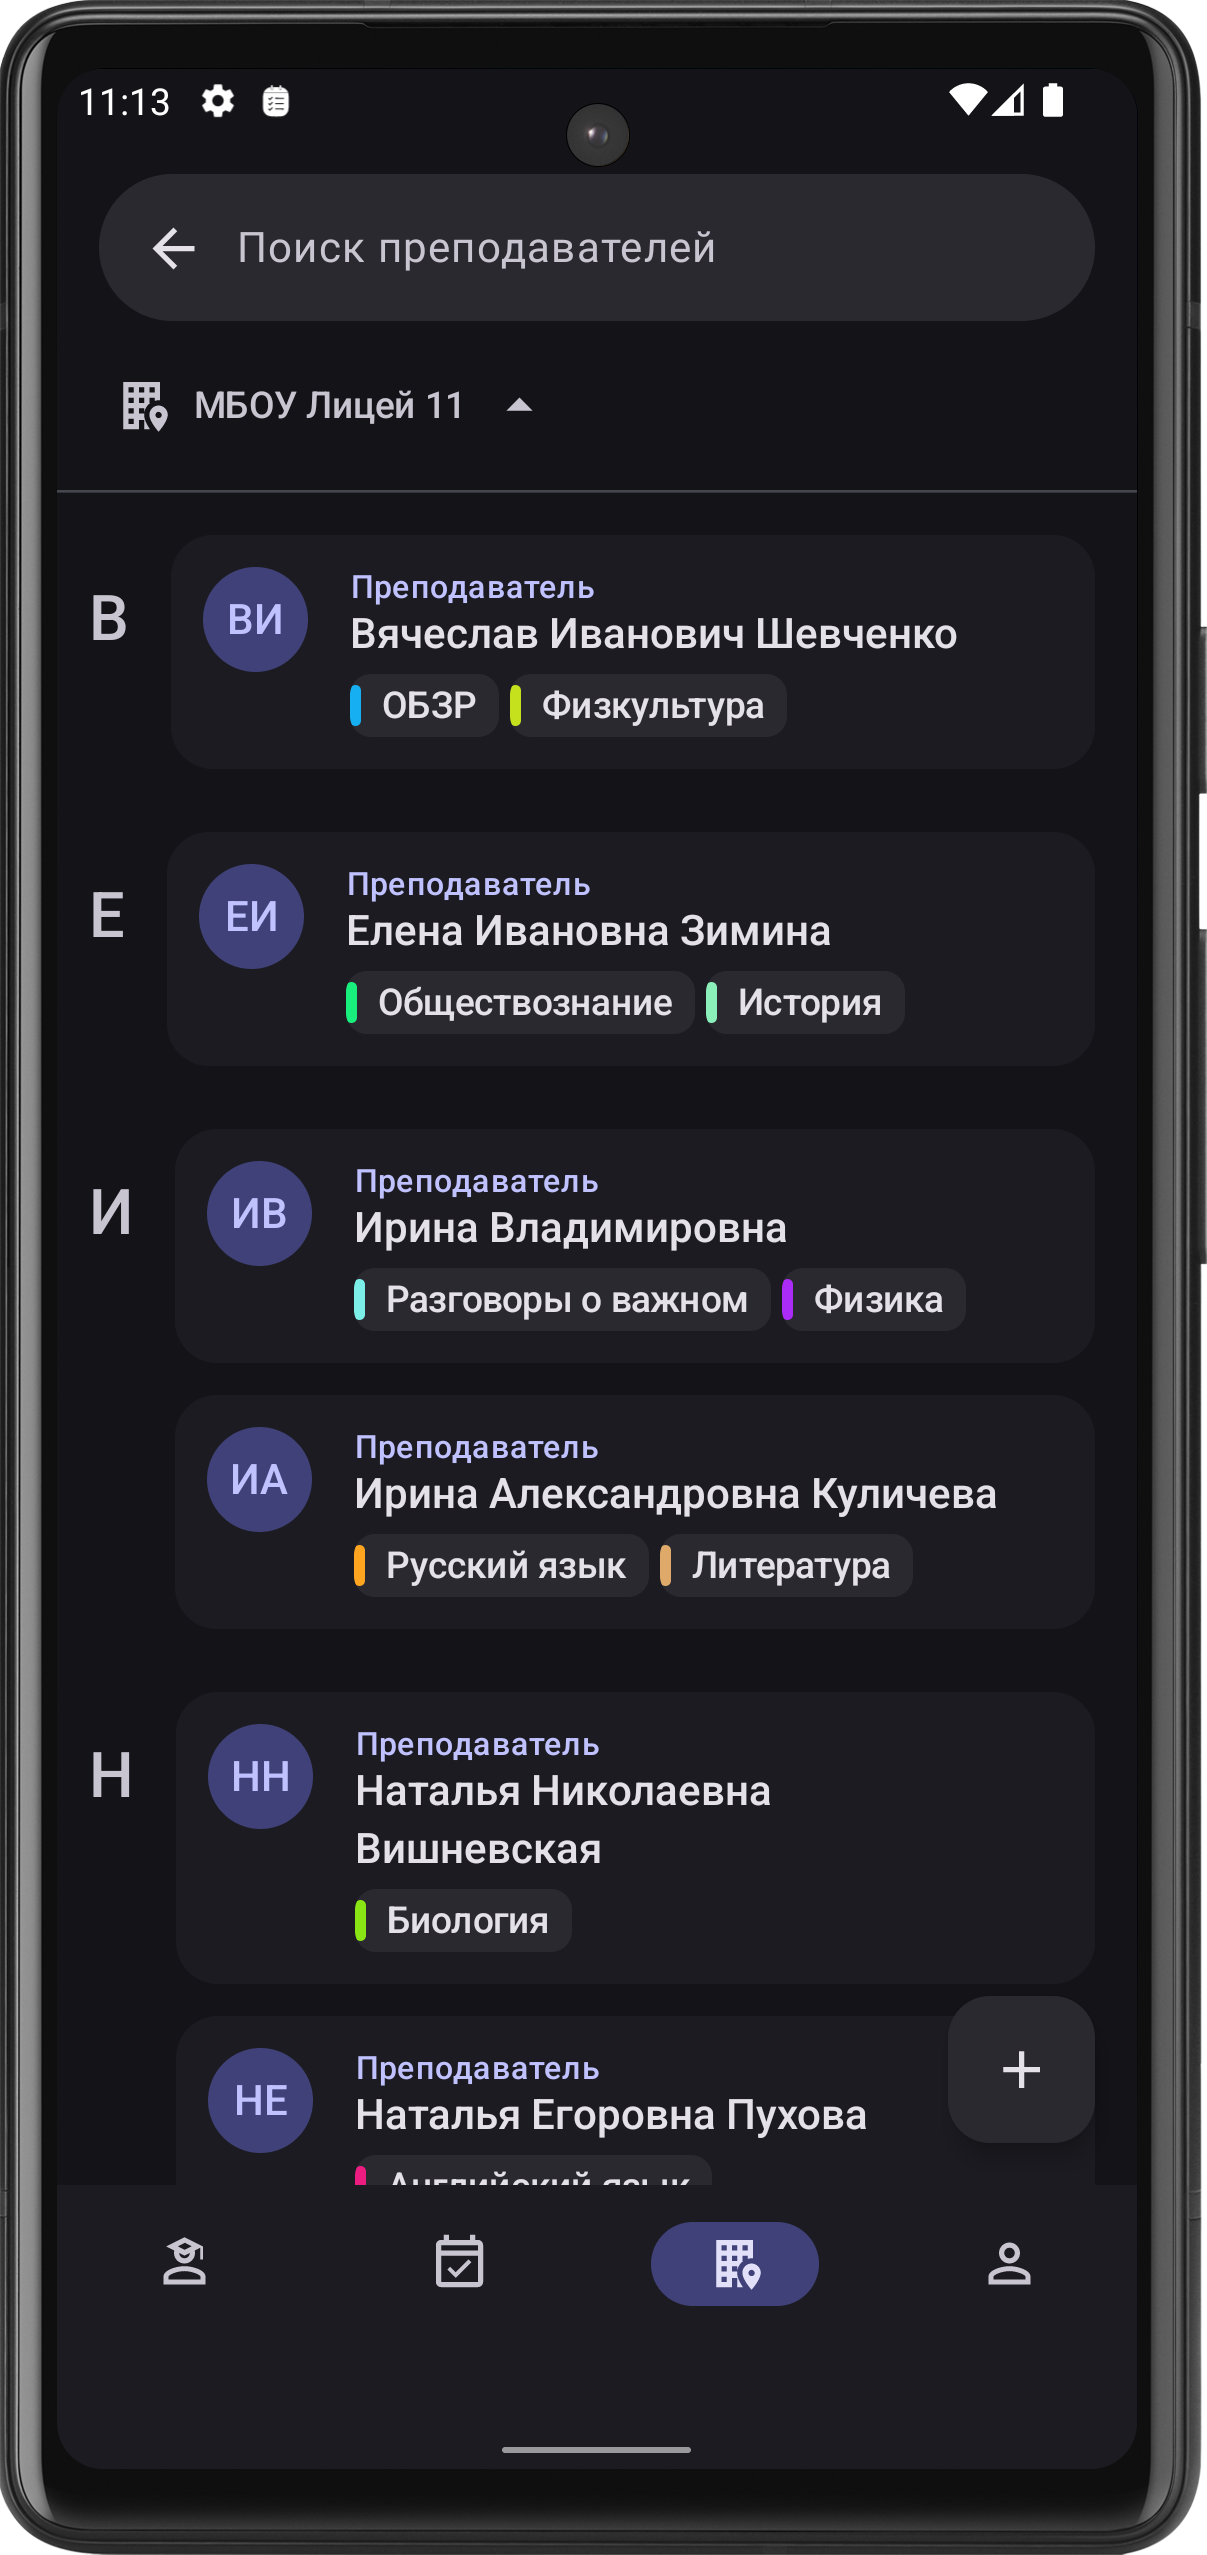 11:13
Поиск преподавателей
МБОУ Лицей 11
В
ВИ
Преподаватель
Вячеслав Иванович Шевченко
ОБЗР Физкультура
Е
ЕИ
Преподаватель
Елена Ивановна Зимина
Обществознание История
И
ИВ
Преподаватель
Ирина Владимировна
Разговоры о важном Физика
ИА
Преподаватель
Ирина Александровна Куличева
Русский язык Литература
Н
НН
Преподаватель
Наталья Николаевна
Вишневская
Биология
НЕ
Преподаватель
Наталья Егоровна Пухова
Английский язык